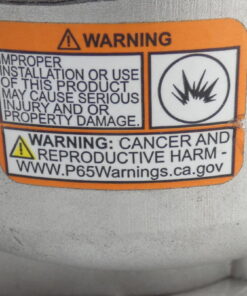 WARNING
IMPROPER
INSTALLATION OR USE
OF THIS PRODUCT
MAY CAUSE SERIOUS
INJURY AND/OR
PROPERTY DAMAGE.
WARNING: CANCER AND
REPRODUCTIVE HARM -
www.P65Warnings.ca.gov